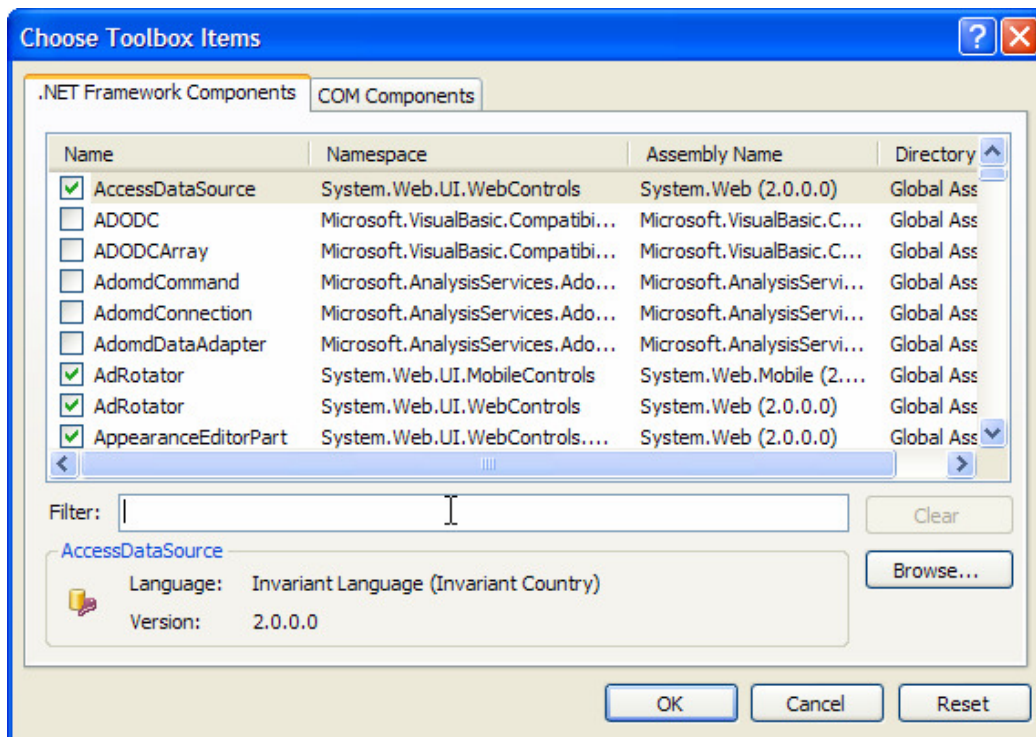 Choose Toolbox Items
.NET Framework Components COM Components
Name Namespace Assembly Name Directory
AccessDataSource System.Web.UI.WebControls System.Web (2.0.0.0) Global Ass
ADODC Microsoft.VisualBasic.Compatibi... Microsoft.VisualBasic.C... Global Ass
ADODCArray Microsoft.VisualBasic.Compatibi... Microsoft.VisualBasic.C... Global Ass
AdomdCommand Microsoft.AnalysisServices.Ado... Microsoft.AnalysisServi... Global Ass
AdomdConnection Microsoft.AnalysisServices.Ado... Microsoft.AnalysisServi... Global Ass
AdomdDataAdapter Microsoft.AnalysisServices.Ado... Microsoft.AnalysisServi... Global Ass
AdRotator System.Web.UI.MobileControls System.Web.Mobile (2.... Global Ass
AdRotator System.Web.UI.WebControls System.Web (2.0.0.0) Global Ass
AppearanceEditorPart System.Web.UI.WebControls.... System.Web (2.0.0.0) Global Ass
Filter: Clear
AccessDataSource
Browse...
Language: Invariant Language (Invariant Country)
Version: 2.0.0.0
OK Cancel Reset